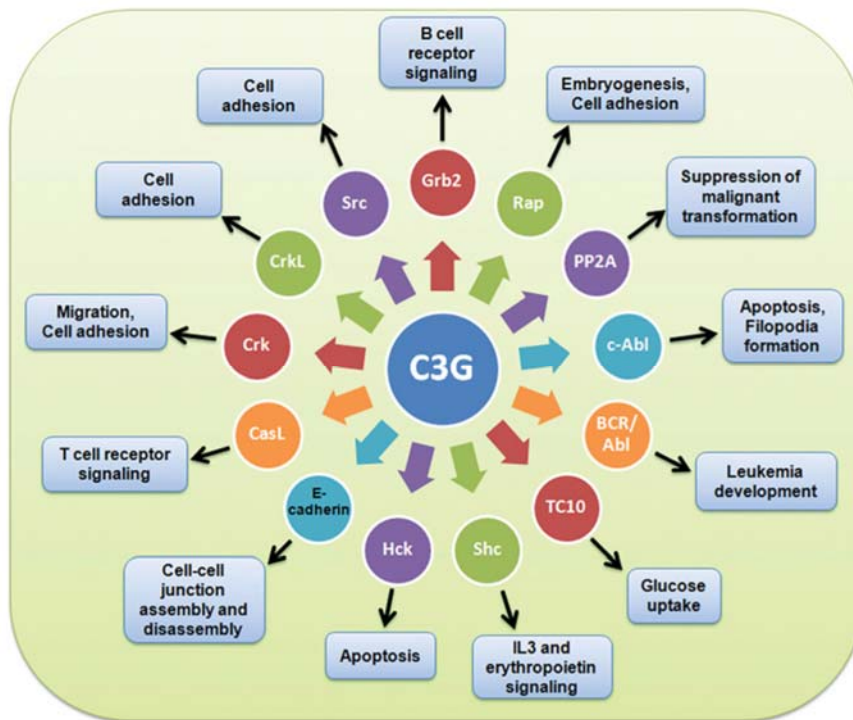 B cell
receptor
signaling
Embryogenesis,
Cell adhesion
Suppression of
malignant
transformation
Apoptosis,
Filopodia
formation
Leukemia
development
Glucose
uptake
IL3 and
erythropoietin
signaling
Apoptosis
Cell-cell
junction
assembly and
disassembly
T cell receptor
signaling
Migration,
Cell adhesion
Cell
adhesion
Cell
adhesion
Grb2
Rap
PP2A
c-Abl
BCR/
Abl
TC10
Shc
Hck
E-
cadherin
CasL
Crk
CrkL
Src
C3G